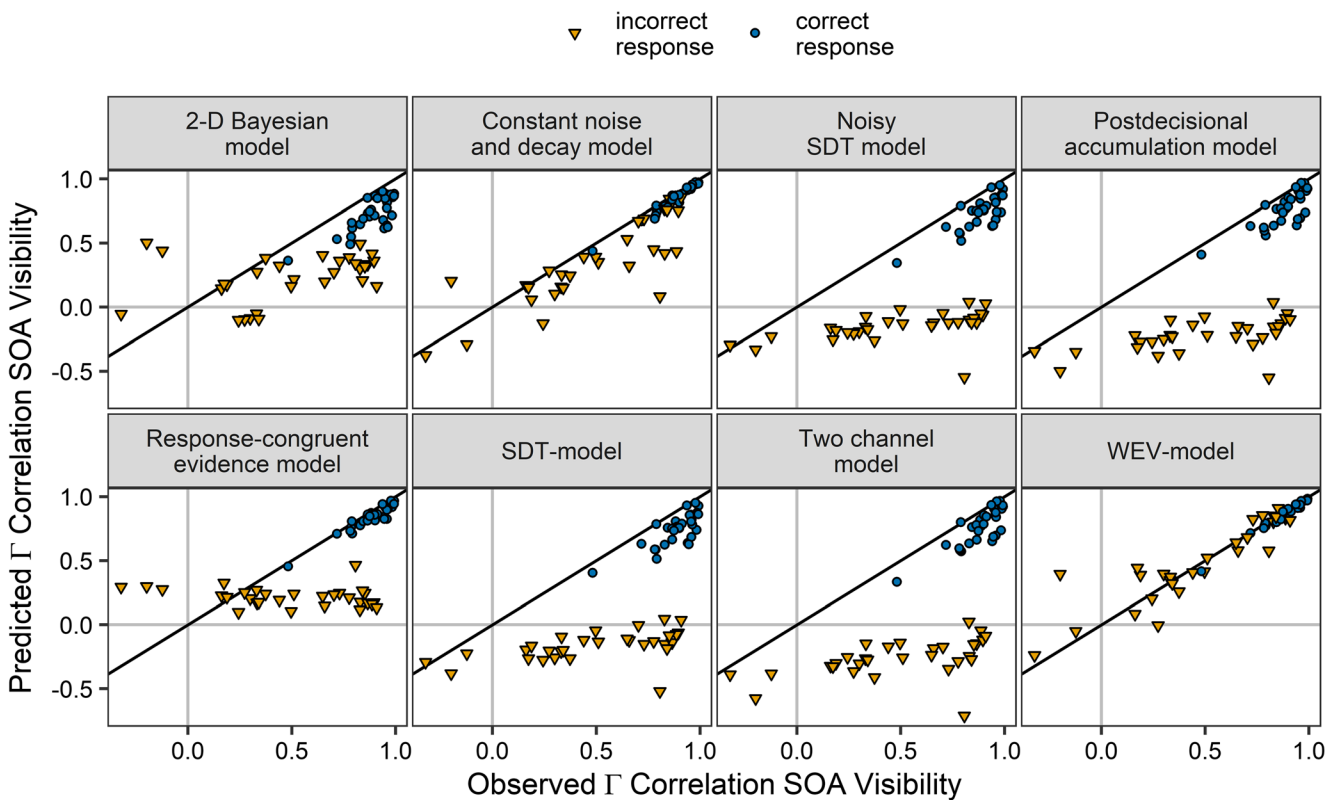 incorrect
response
correct
response
2-D Bayesian
model
Constant noise
and decay model
Noisy
SDT model
Postdecisional
accumulation model
1.0
0.5
0.0
-0.5
Response-congruent
evidence model
SDT-model
Two channel
model
WEV-model
1.0
0.5
0.0
-0.5
0.0 0.5 1.0 0.0 0.5 1.0 0.0 0.5 1.0 0.0 0.5 1.0
Observed Γ Correlation SOA Visibility
Predicted Γ Correlation SOA Visibility